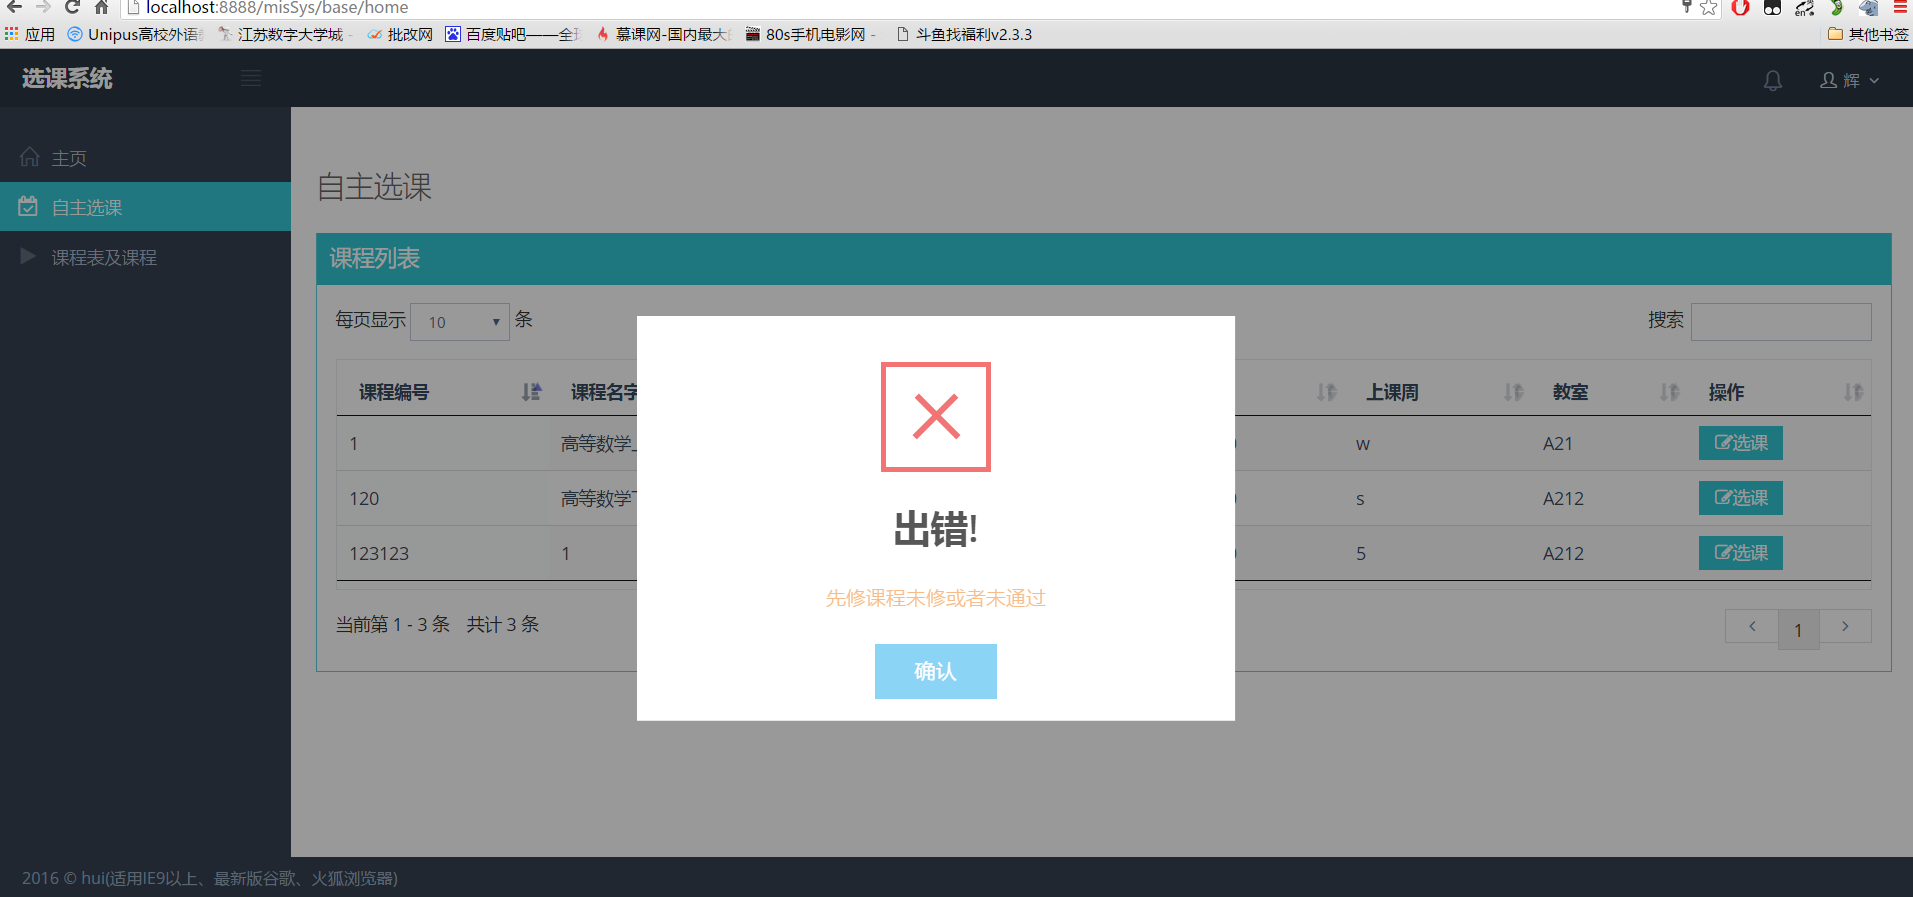 localhost:8888/misSys/base/home
应用 Unipus高校外语 江苏数字大学城 - 批改网 百度贴吧——全 慕课网-国内最大 80s手机电影网 - 斗鱼找福利v2.3.3 其他书签
选课系统 辉
主页
自主选课
课程表及课程
自主选课
课程列表
每页显示 10 条 搜索
课程编号 课程名字 上课周 教室 操作
1 高等数学 w A21 选课
120 高等数学 s A212 选课
123123 1 5 A212 选课
当前第 1 - 3 条 共计 3 条 1
出错!
先修课程未修或者未通过
确认
2016 © hui(适用IE9以上、最新版谷歌、火狐浏览器)